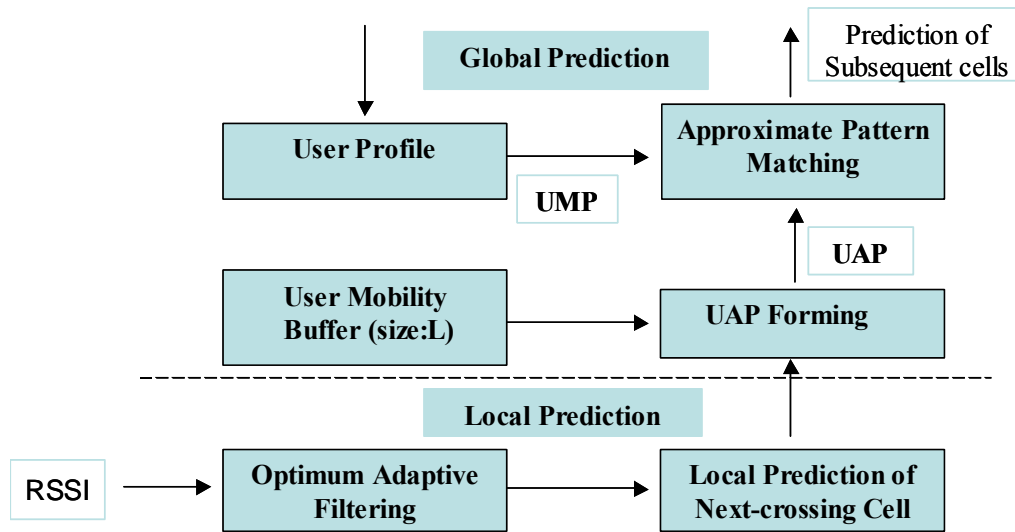 Prediction of
Subsequent cells
Global Prediction
User Profile
Approximate Pattern
Matching
UMP
UAP
User Mobility
Buffer (size:L)
UAP Forming
Local Prediction
RSSI
Optimum Adaptive
Filtering
Local Prediction of
Next-crossing Cell